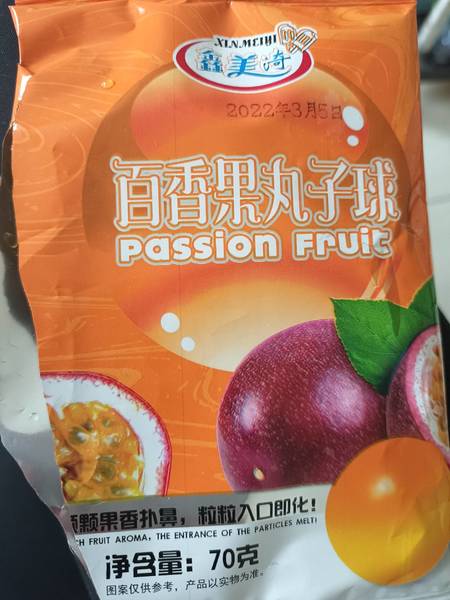 XIN.MEIQI
鑫美淇
2022年3月5日
百香果丸子球
Passion Fruit
颗果香扑鼻，粒粒入口即化！
CH FRUIT AROMA, THE ENTRANCE OF THE PARTICLES MELT!
净含量：70克
图案仅供参考，产品以实物为准。